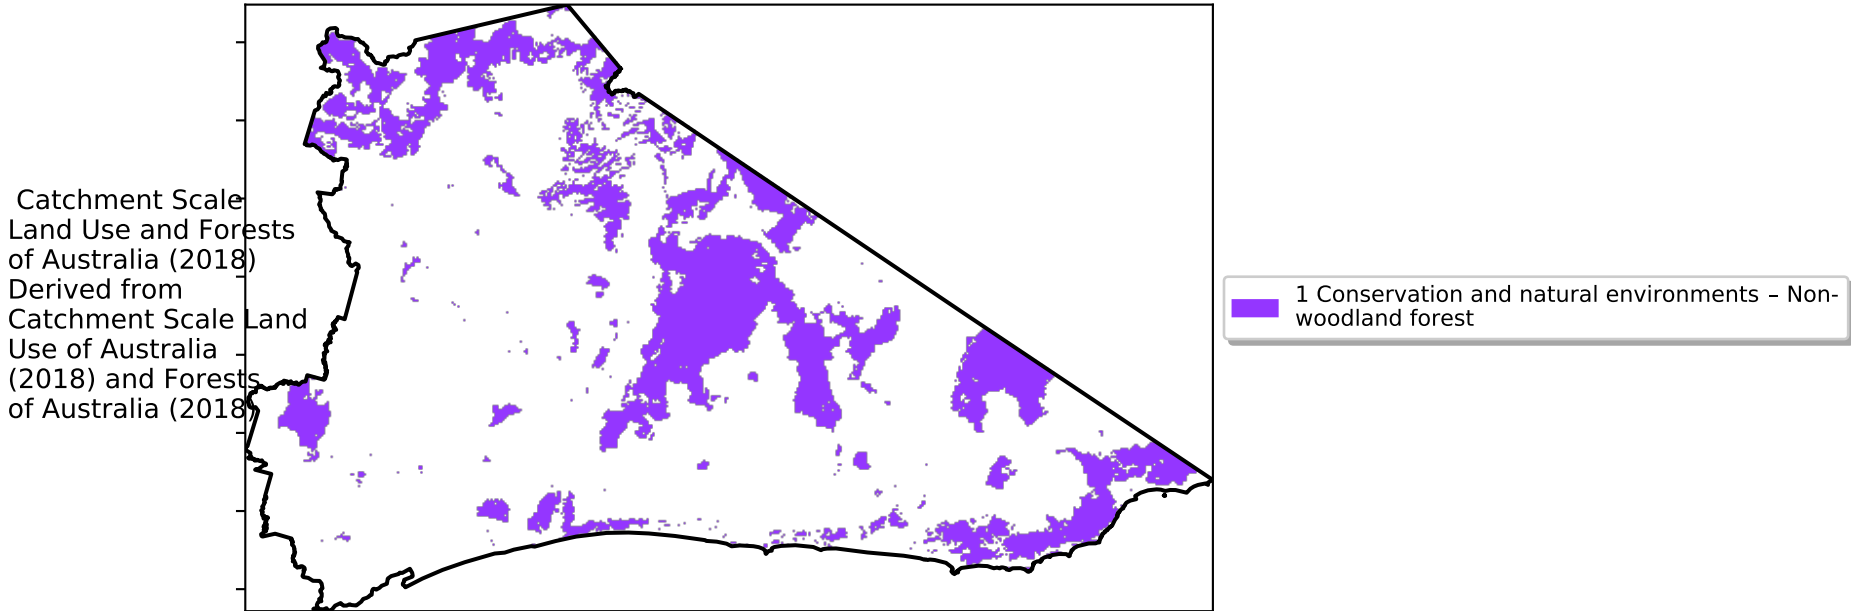 Catchment Scale
Land Use and Forests
of Australia (2018)
Derived from
Catchment Scale Land
Use of Australia
(2018) and Forests
of Australia (2018)
1 Conservation and natural environments – Non-
woodland forest